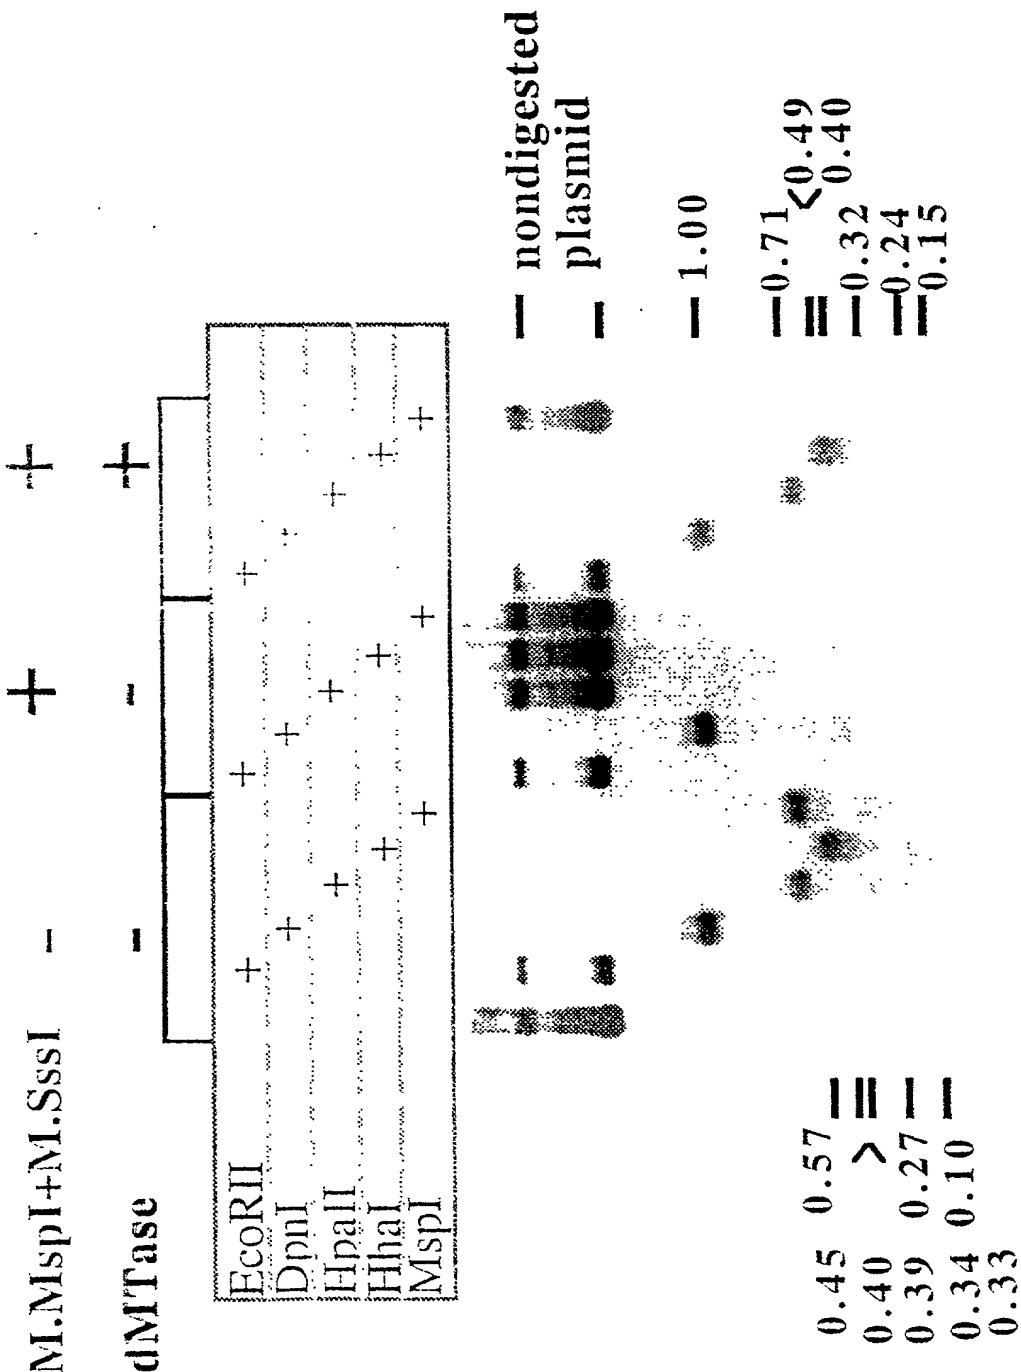 M.MspI+M.SssI - + +
dMTase - - +
EcoRII + + +
DpnI + + +
HpaII + + +
HhaI + + +
MspI + + +
nondigested
plasmid
1.00
0.71
<0.49
0.40
0.32
0.24
0.15
0.45 0.57
0.40 >
0.39 0.27
0.34 0.10
0.33